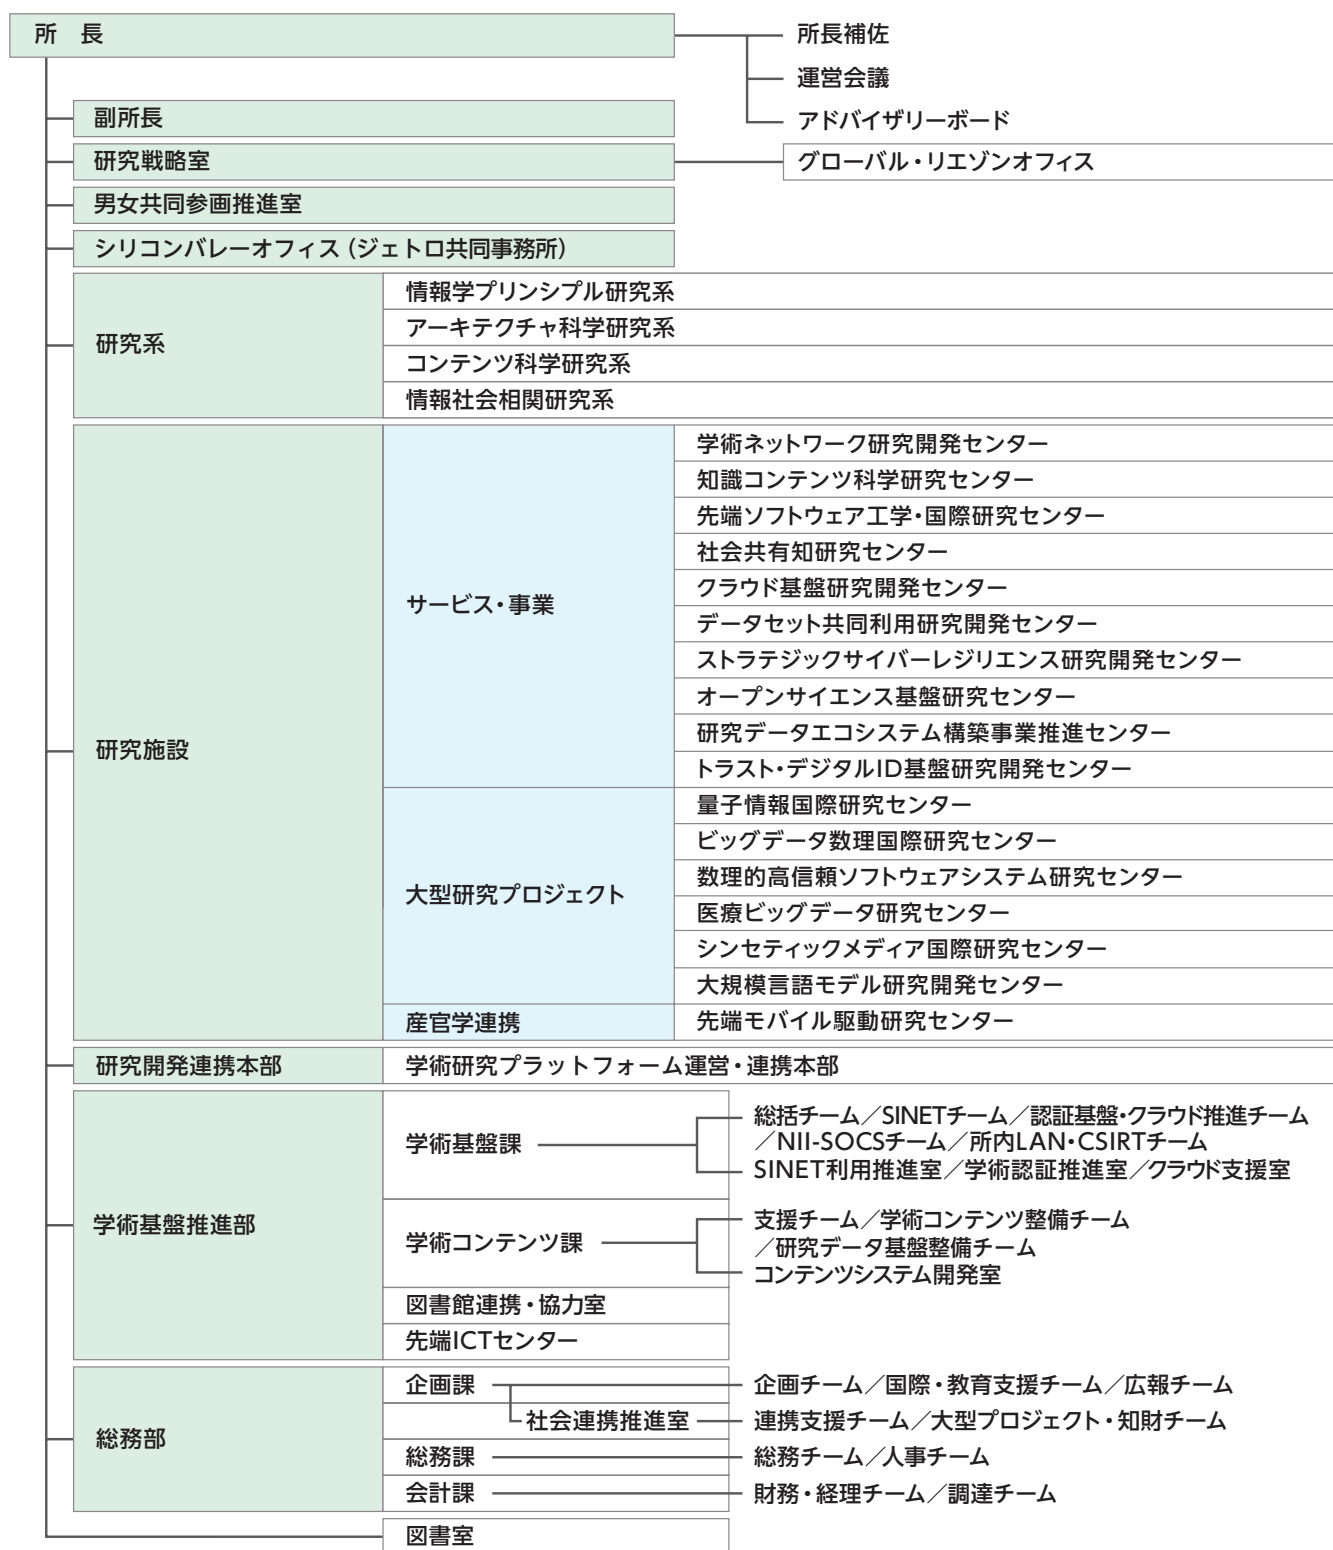 所 長
所長補佐
運営会議
アドバイザリーボード
副所長
研究戦略室
グローバル・リエゾンオフィス
男女共同参画推進室
シリコンバレーオフィス（ジェトロ共同事務所）
研究系
情報学プリンシプル研究系
アーキテクチャ科学研究系
コンテンツ科学研究系
情報社会相関研究系
研究施設
サービス・事業
学術ネットワーク研究開発センター
知識コンテンツ科学研究センター
先端ソフトウェア工学・国際研究センター
社会共有知研究センター
クラウド基盤研究開発センター
データセット共同利用研究開発センター
ストラテジックサイバーレジリエンス研究開発センター
オープンサイエンス基盤研究センター
研究データエコシステム構築事業推進センター
トラスト・デジタルID基盤研究開発センター
大型研究プロジェクト
量子情報国際研究センター
ビッグデータ数理国際研究センター
数理的高信頼ソフトウェアシステム研究センター
医療ビッグデータ研究センター
シンセティックメディア国際研究センター
大規模言語モデル研究開発センター
産官学連携
先端モバイル駆動研究センター
研究開発連携本部
学術研究プラットフォーム運営・連携本部
学術基盤推進部
学術基盤課
総括チーム／SINETチーム／認証基盤・クラウド推進チーム
／NII-SOCSチーム／所内LAN・CSIRTチーム
SINET利用推進室／学術認証推進室／クラウド支援室
学術コンテンツ課
支援チーム／学術コンテンツ整備チーム
／研究データ基盤整備チーム
コンテンツシステム開発室
図書館連携・協力室
先端ICTセンター
総務部
企画課
企画チーム／国際・教育支援チーム／広報チーム
社会連携推進室
連携支援チーム／大型プロジェクト・知財チーム
総務課
総務チーム／人事チーム
会計課
財務・経理チーム／調達チーム
図書室